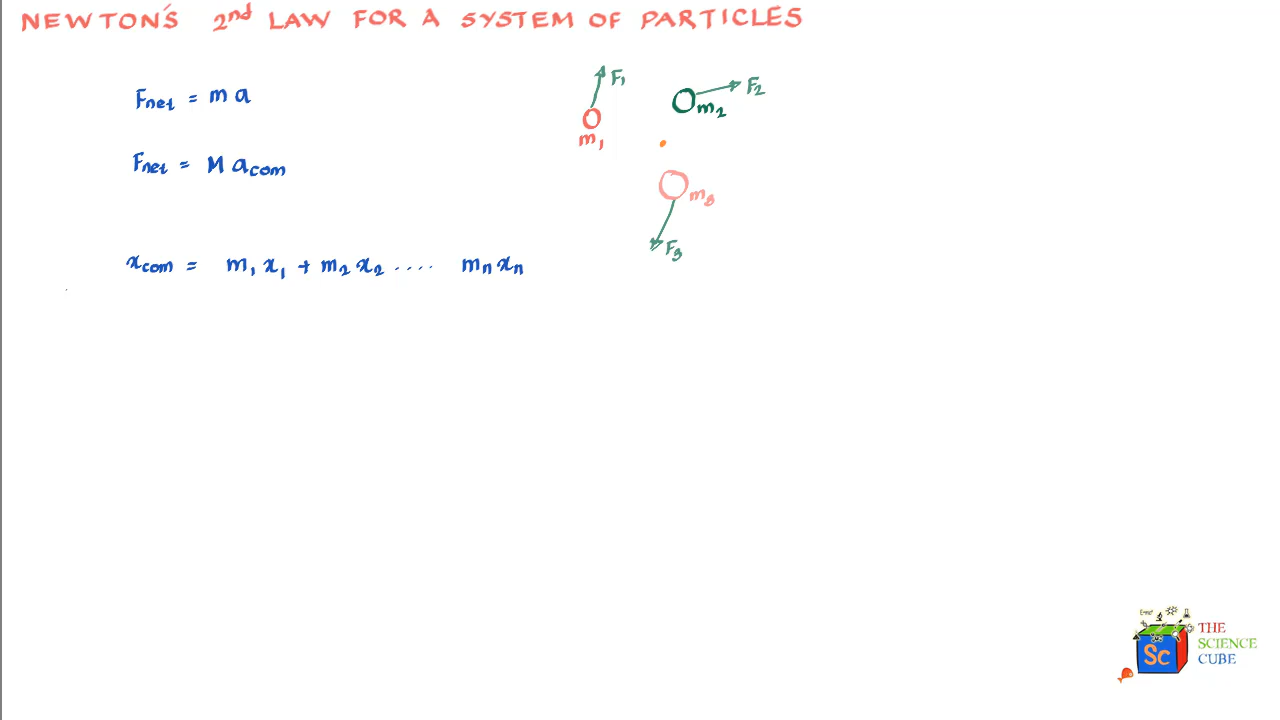 NEWTON'S 2nd LAW FOR A SYSTEM OF PARTICLES
Fnet = ma
Fnet = M acom
xcom = m1x1 + m2x2 .... mnxn
F1
m1
F2
m2
m3
F3
Sc
THE
SCIENCE
CUBE